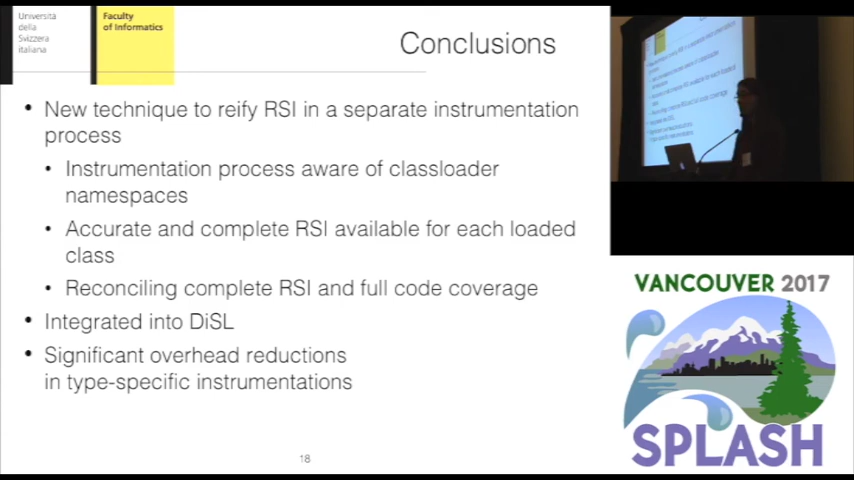 Università
della
Svizzera
italiana
Faculty
of Informatics
Conclusions
• New technique to reify RSI in a separate instrumentation
process
• Instrumentation process aware of classloader
namespaces
• Accurate and complete RSI available for each loaded
class
• Reconciling complete RSI and full code coverage
• Integrated into DiSL
• Significant overhead reductions
in type-specific instrumentations
18
VANCOUVER 2017
SPLASH